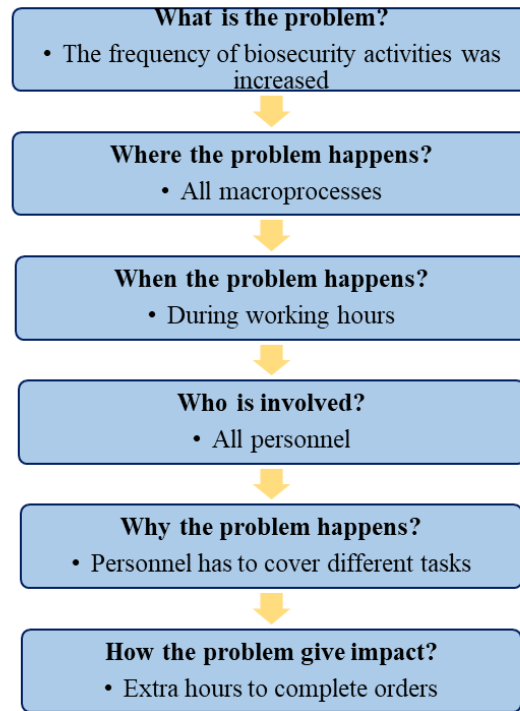 What is the problem?
• The frequency of biosecurity activities was
increased
Where the problem happens?
• All macroprocesses
When the problem happens?
• During working hours
Who is involved?
• All personnel
Why the problem happens?
• Personnel has to cover different tasks
How the problem give impact?
• Extra hours to complete orders